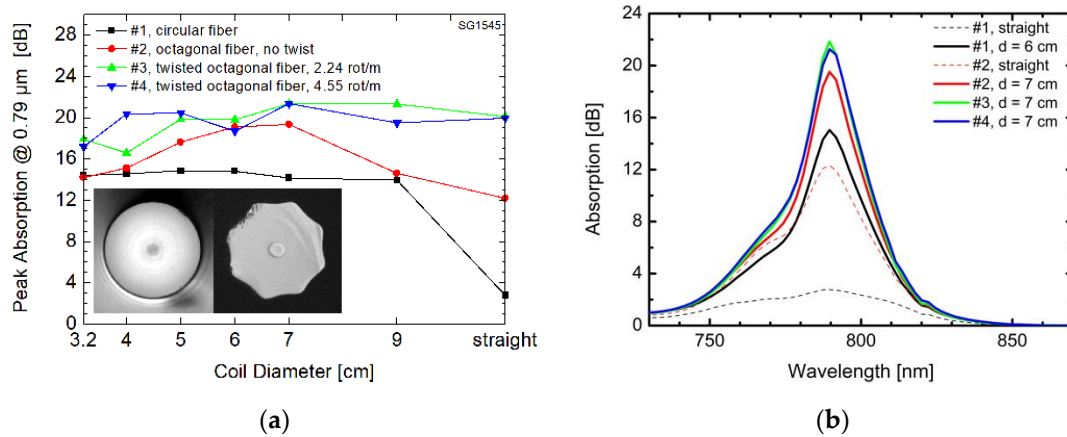 SG1545
#1, circular fiber
#2, octagonal fiber, no twist
#3, twisted octagonal fiber, 2.24 rot/m
#4, twisted octagonal fiber, 4.55 rot/m
Peak Absorption @ 0.79 µm [dB]
28
24
20
16
12
8
4
0
3.2 4 5 6 7 9 straight
Coil Diameter [cm]
(a)
#1, straight
#1, d = 6 cm
#2, straight
#2, d = 7 cm
#3, d = 7 cm
#4, d = 7 cm
Absorption [dB]
24
20
16
12
8
4
0
750 800 850
Wavelength [nm]
(b)